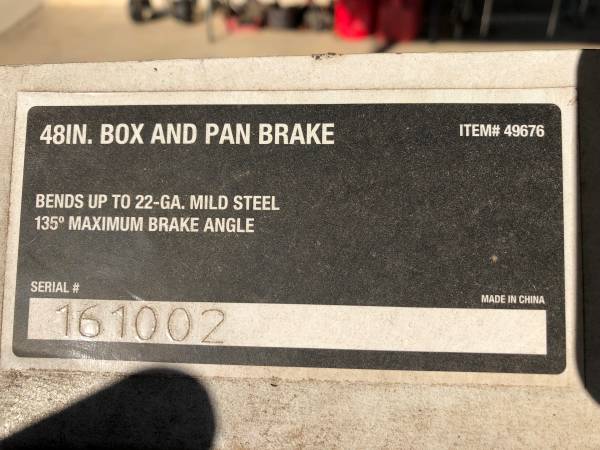 48IN. BOX AND PAN BRAKE
ITEM# 49676
BENDS UP TO 22-GA. MILD STEEL
135º MAXIMUM BRAKE ANGLE
SERIAL #
MADE IN CHINA
161002